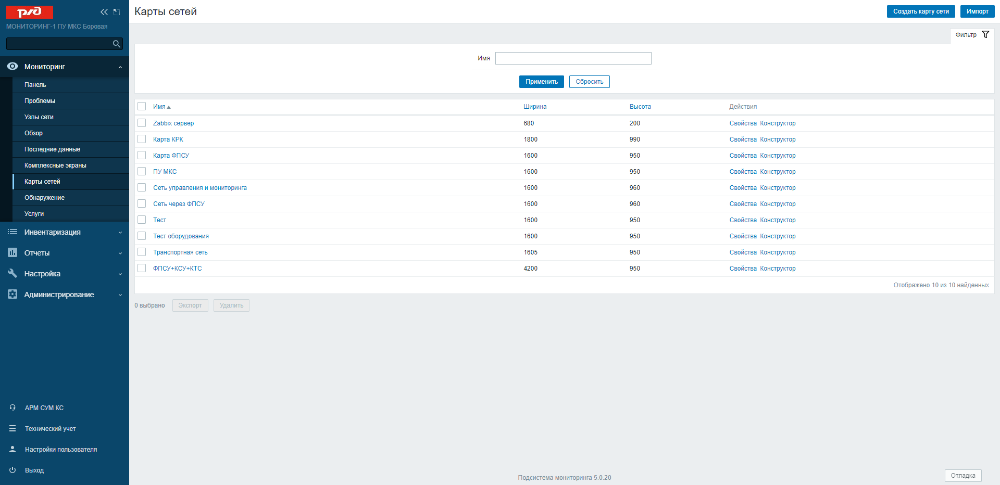 ржд
МОНИТОРИНГ-1 ПУ МКС Боровая
Мониторинг
Панель
Проблемы
Узлы сети
Обзор
Последние данные
Комплексные экраны
Карты сетей
Обнаружение
Услуги
Инвентаризация
Отчеты
Настройка
Администрирование
АРМ СУМ КС
Технический учет
Настройки пользователя
Выход
Карты сетей
Создать карту сети Импорт
Фильтр
Имя
Применить Сбросить
Имя Ширина Высота Действия
Zabbix сервер 680 200 Свойства Конструктор
Карта КРК 1800 990 Свойства Конструктор
Карта ФПСУ 1600 950 Свойства Конструктор
ПУ МКС 1600 950 Свойства Конструктор
Сеть управления и мониторинга 1600 960 Свойства Конструктор
Сеть через ФПСУ 1600 960 Свойства Конструктор
Тест 1600 950 Свойства Конструктор
Тест оборудования 1600 950 Свойства Конструктор
Транспортная сеть 1605 950 Свойства Конструктор
ФПСУ+КСУ+КТС 4200 950 Свойства Конструктор
Отображено 10 из 10 найденных
0 выбрано Экспорт Удалить
Подсистема мониторинга 5.0.20
Отладка